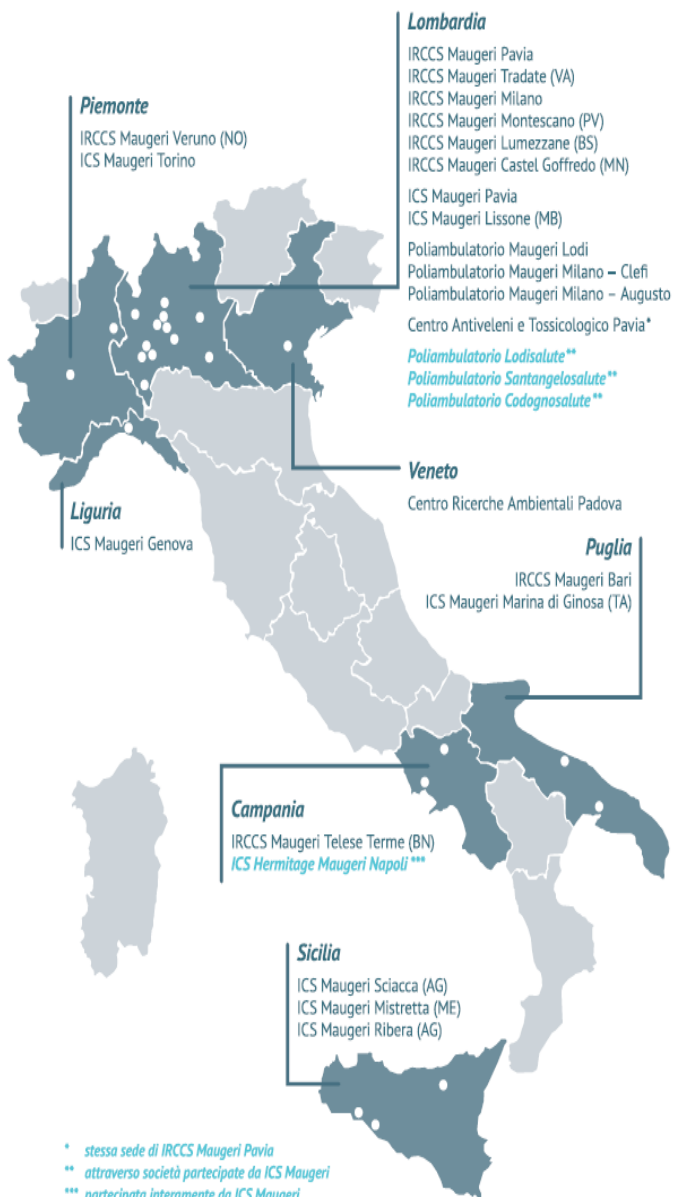 Lombardia
IRCCS Maugeri Pavia
IRCCS Maugeri Tradate (VA)
IRCCS Maugeri Milano
IRCCS Maugeri Montescano (PV)
IRCCS Maugeri Lumezzane (BS)
IRCCS Maugeri Castel Goffredo (MN)
ICS Maugeri Pavia
ICS Maugeri Lissone (MB)
Poliambulatorio Maugeri Lodi
Poliambulatorio Maugeri Milano – Clefi
Poliambulatorio Maugeri Milano – Augusto
Centro Antiveleni e Tossicologico Pavia*
Poliambulatorio Lodisalute**
Poliambulatorio Santangelosalute**
Poliambulatorio Codognosalute**
Piemonte
IRCCS Maugeri Veruno (NO)
ICS Maugeri Torino
Veneto
Centro Ricerche Ambientali Padova
Liguria
ICS Maugeri Genova
Puglia
IRCCS Maugeri Bari
ICS Maugeri Marina di Ginosa (TA)
Campania
IRCCS Maugeri Telese Terme (BN)
ICS Hermitage Maugeri Napoli ***
Sicilia
ICS Maugeri Sciacca (AG)
ICS Maugeri Mistretta (ME)
ICS Maugeri Ribera (AG)
* stessa sede di IRCCS Maugeri Pavia
** attraverso società partecipate da ICS Maugeri
*** partecipata interamente da ICS Maugeri